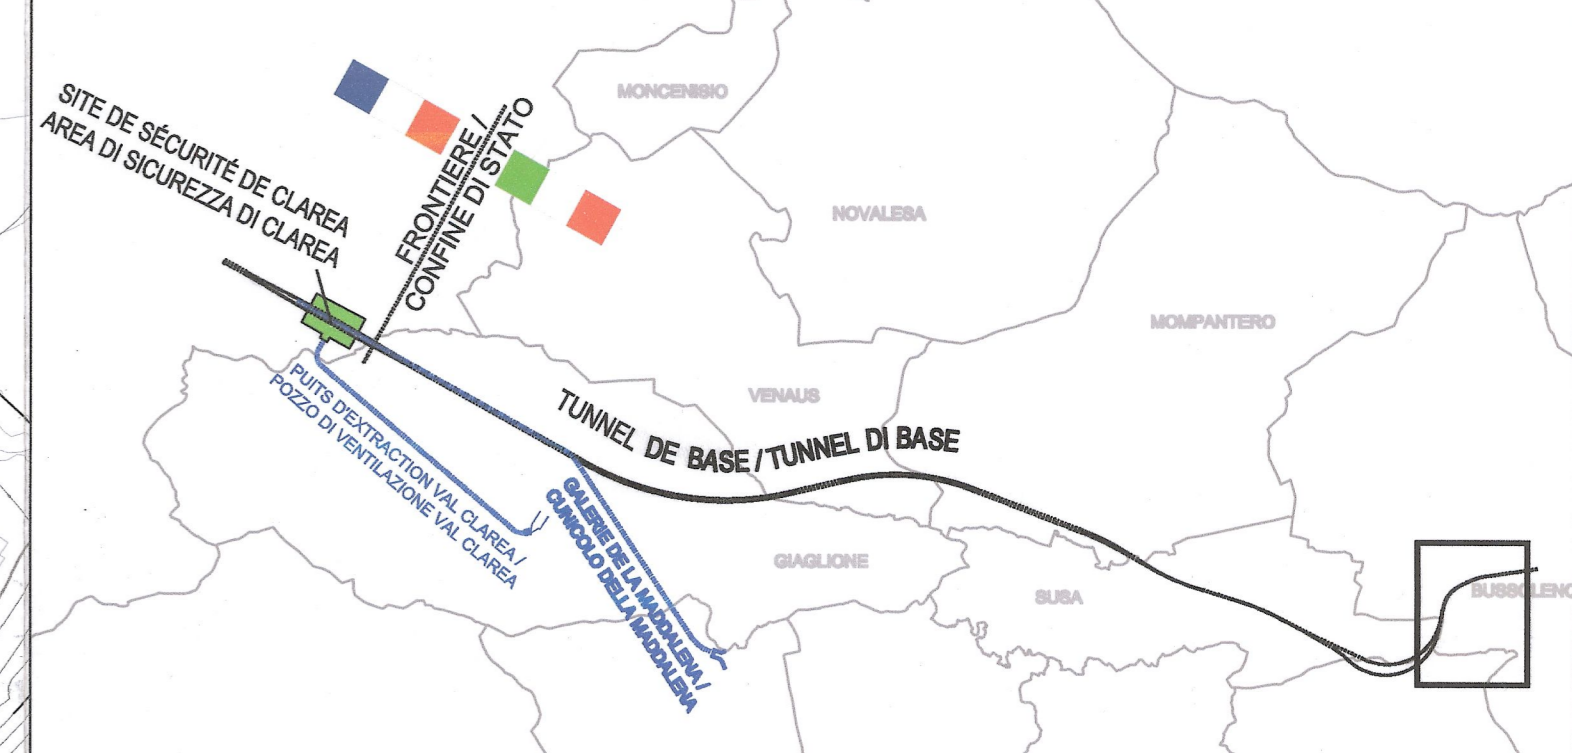 MONCENISIO
SITE DE SÉCURITÉ DE CLAREA
AREA DI SICUREZZA DI CLAREA
FRONTIERE /
CONFINE DI STATO
NOVALESA
MOMPANTERO
VENAUS
PUITS D'EXTRACTION VAL CLAREA /
POZZO DI VENTILAZIONE VAL CLAREA
TUNNEL DE BASE / TUNNEL DI BASE
GALERIE DE LA MADDALENA /
CUNICOLO DELLA MADDALENA
GIAGLIONE
SUSA
BUSSOLENO